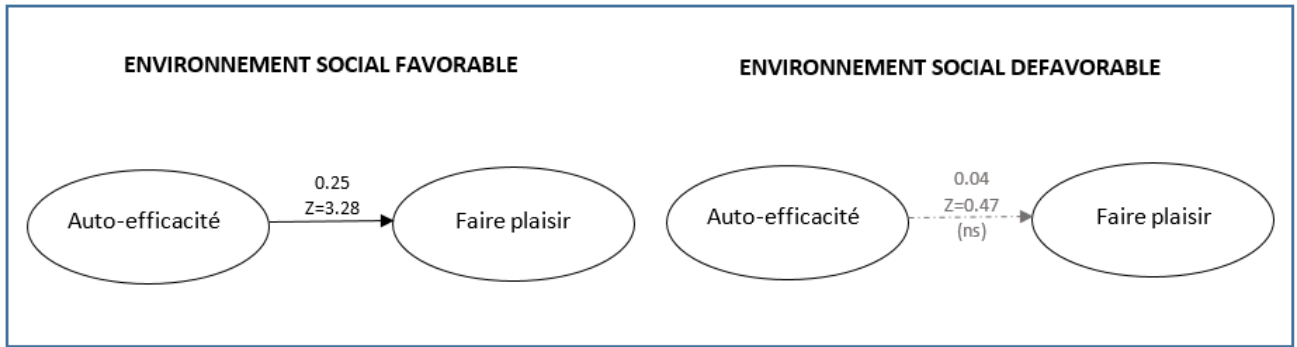 ENVIRONNEMENT SOCIAL FAVORABLE
Auto-efficacité
0.25
Z=3.28
Faire plaisir
ENVIRONNEMENT SOCIAL DEFAVORABLE
Auto-efficacité
0.04
Z=0.47
(ns)
Faire plaisir